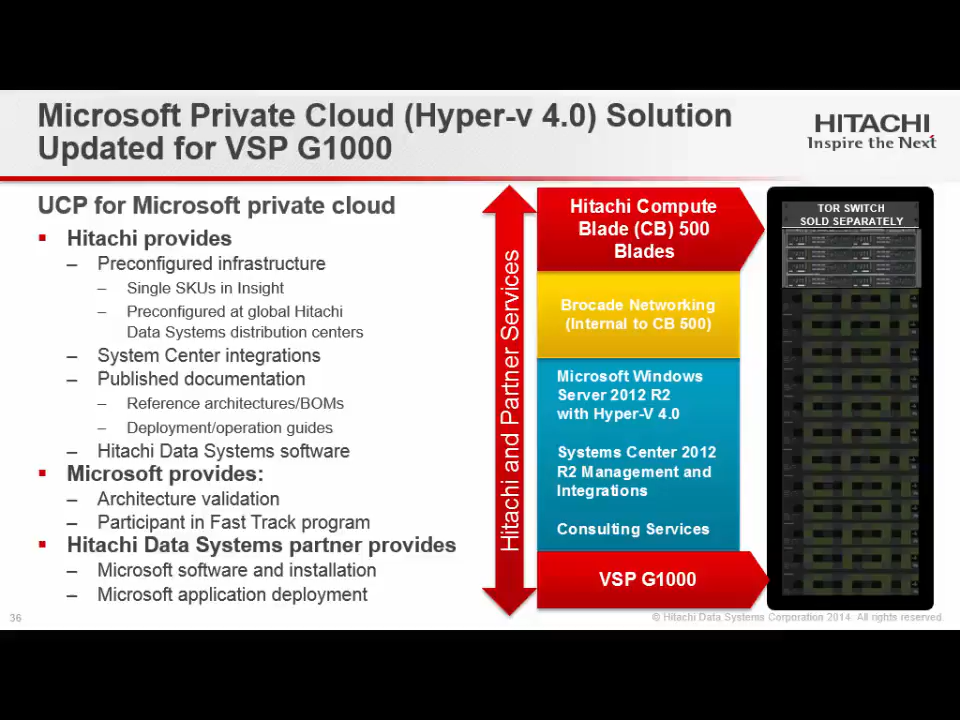 Microsoft Private Cloud (Hyper-v 4.0) Solution
Updated for VSP G1000
HITACHI
Inspire the Next
UCP for Microsoft private cloud
▪ Hitachi provides
– Preconfigured infrastructure
– Single SKUs in Insight
– Preconfigured at global Hitachi
Data Systems distribution centers
– System Center integrations
– Published documentation
– Reference architectures/BOMs
– Deployment/operation guides
– Hitachi Data Systems software
▪ Microsoft provides:
– Architecture validation
– Participant in Fast Track program
▪ Hitachi Data Systems partner provides
– Microsoft software and installation
– Microsoft application deployment
Hitachi and Partner Services
Hitachi Compute
Blade (CB) 500
Blades
Brocade Networking
(Internal to CB 500)
Microsoft Windows
Server 2012 R2
with Hyper-V 4.0
Systems Center 2012
R2 Management and
Integrations
Consulting Services
VSP G1000
TOR SWITCH
SOLD SEPARATELY
36
© Hitachi Data Systems Corporation 2014. All rights reserved.